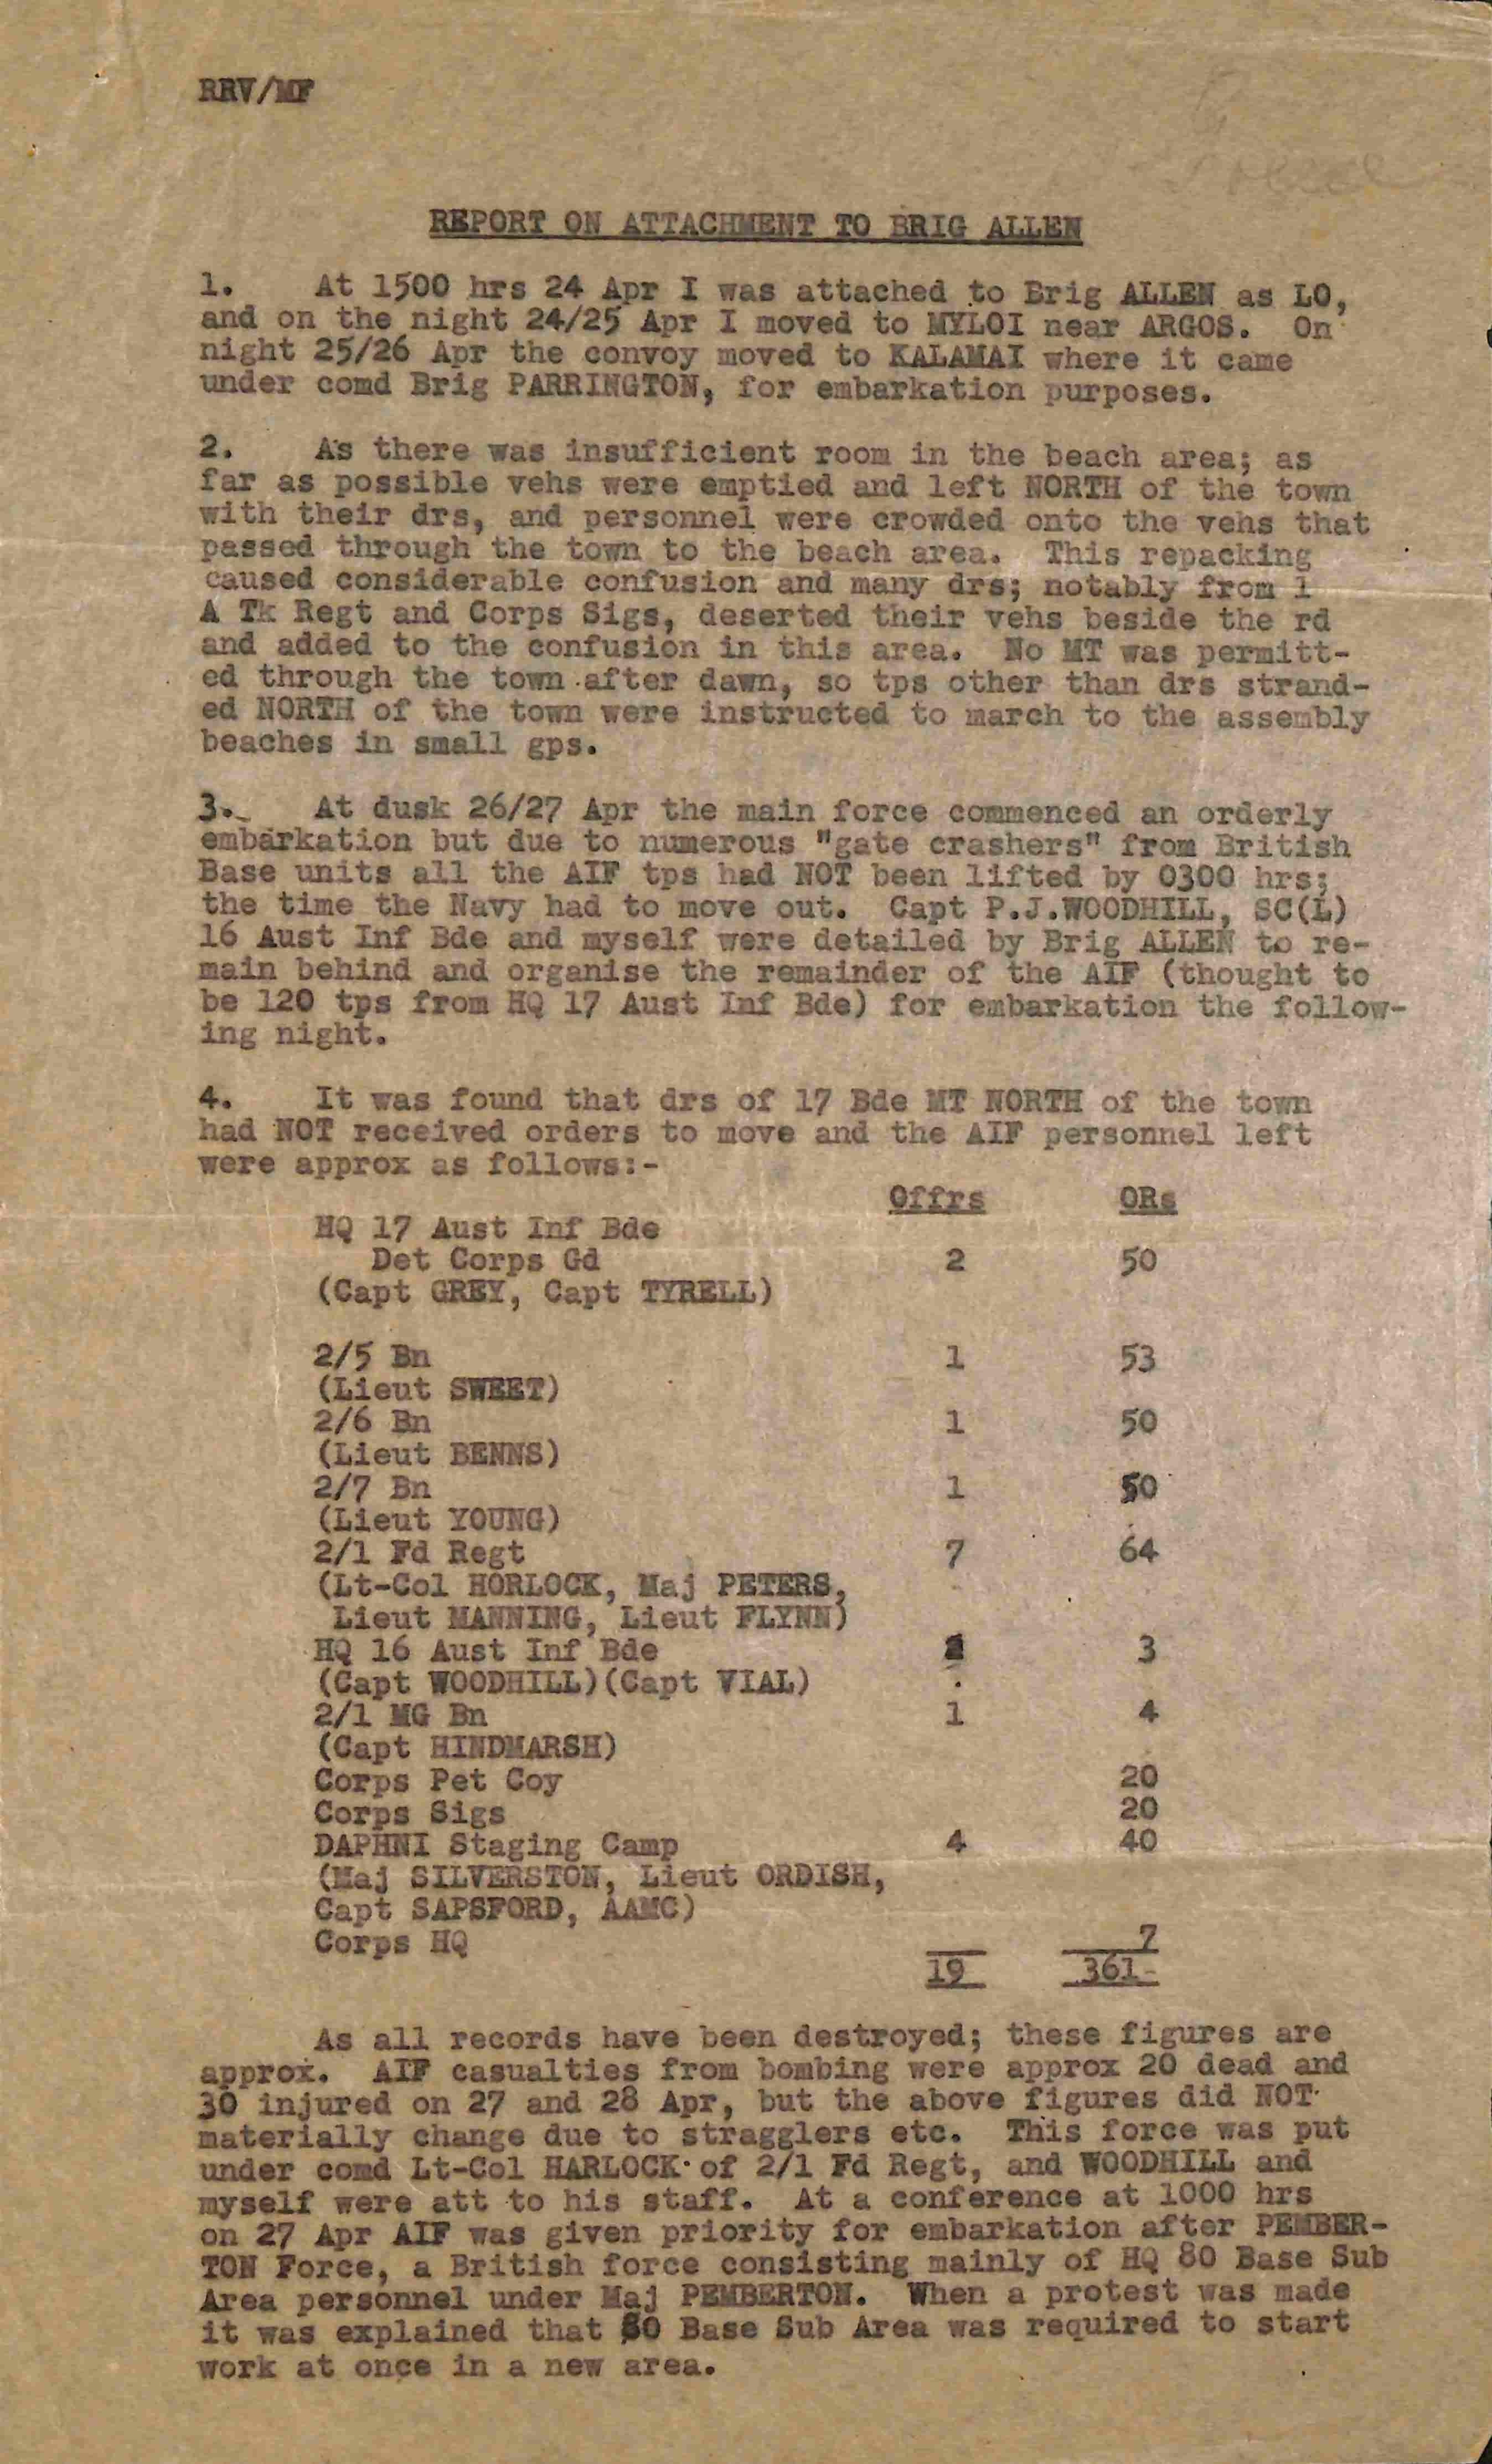 RRV/MF
REPORT ON ATTACHMENT TO BRIG ALLEN
1. At 1500 hrs 24 Apr I was attached to Brig ALLEN as LO,
and on the night 24/25 Apr I moved to MYLOI near ARGOS. On
night 25/26 Apr the convoy moved to KALAMAI where it came
under comd Brig PARRINGTON, for embarkation purposes.
2. As there was insufficient room in the beach area; as
far as possible vehs were emptied and left NORTH of the town
with their drs, and personnel were crowded onto the vehs that
passed through the town to the beach area. This repacking
caused considerable confusion and many drs; notably from 1
A Tk Regt and Corps Sigs, deserted their vehs beside the rd
and added to the confusion in this area. No MT was permitt-
ed through the town after dawn, so tps other than drs strand-
ed NORTH of the town were instructed to march to the assembly
beaches in small gps.
3. At dusk 26/27 Apr the main force commenced an orderly
embarkation but due to numerous "gate crashers" from British
Base units all the AIF tps had NOT been lifted by 0300 hrs;
the time the Navy had to move out. Capt P.J.WOODHILL, SC(L)
16 Aust Inf Bde and myself were detailed by Brig ALLEN to re-
main behind and organise the remainder of the AIF (thought to
be 120 tps from HQ 17 Aust Inf Bde) for embarkation the follow-
ing night.
4. It was found that drs of 17 Bde MT NORTH of the town
had NOT received orders to move and the AIF personnel left
were approx as follows:-
Offrs ORs
HQ 17 Aust Inf Bde
Det Corps Gd 2 50
(Capt GREY, Capt TYRELL)
2/5 Bn 1 53
(Lieut SWEET)
2/6 Bn 1 50
(Lieut BENNS)
2/7 Bn 1 50
(Lieut YOUNG)
2/1 Fd Regt 7 64
(Lt-Col HORLOCK, Maj PETERS,
Lieut MANNING, Lieut FLYNN)
HQ 16 Aust Inf Bde 3
(Capt WOODHILL)(Capt VIAL)
2/1 MG Bn 1 4
(Capt HINDMARSH)
Corps Pet Coy 20
Corps Sigs 20
DAPHNI Staging Camp 4 40
(Maj SILVERSTON, Lieut ORDISH,
Capt SAPSFORD, AAMC)
Corps HQ 7
19 361
As all records have been destroyed; these figures are
approx. AIF casualties from bombing were approx 20 dead and
30 injured on 27 and 28 Apr, but the above figures did NOT
materially change due to stragglers etc. This force was put
under comd Lt-Col HARLOCK of 2/1 Fd Regt, and WOODHILL and
myself were att to his staff. At a conference at 1000 hrs
on 27 Apr AIF was given priority for embarkation after PEMBER-
TON Force, a British force consisting mainly of HQ 80 Base Sub
Area personnel under Maj PEMBERTON. When a protest was made
it was explained that 80 Base Sub Area was required to start
work at once in a new area.